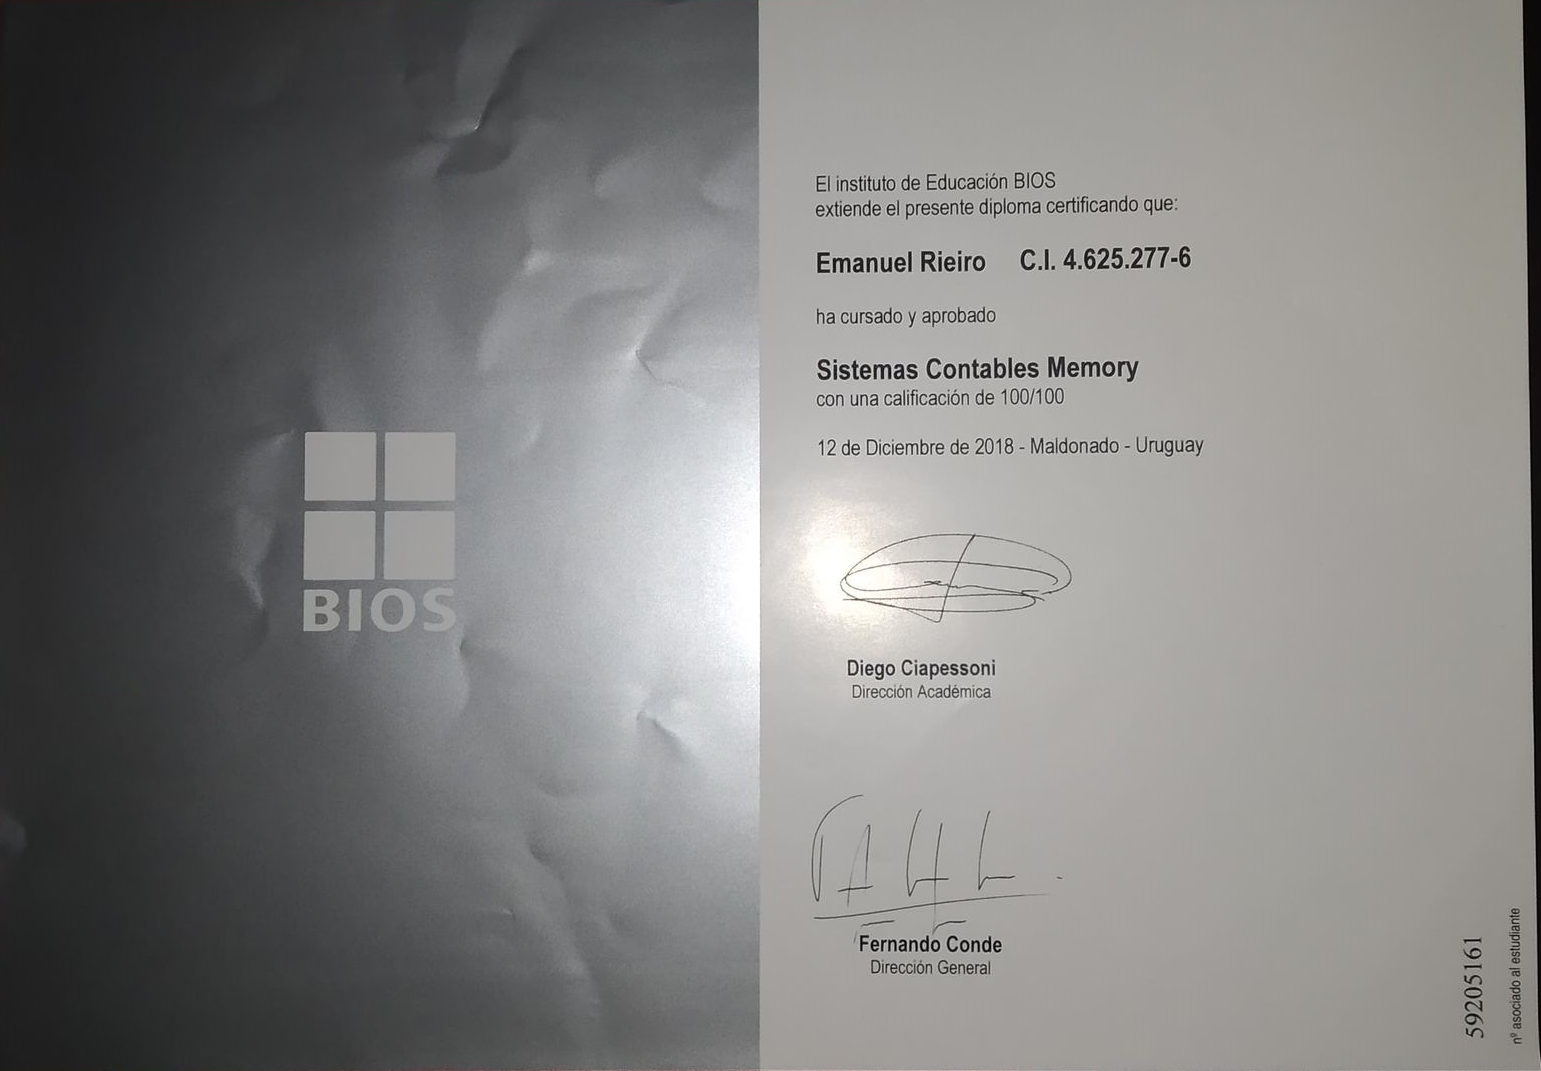 BIOS
El instituto de Educación BIOS
extiende el presente diploma certificando que:
Emanuel Rieiro C.I. 4.625.277-6
ha cursado y aprobado
Sistemas Contables Memory
con una calificación de 100/100
12 de Diciembre de 2018 - Maldonado - Uruguay
Diego Ciapessoni
Dirección Académica
Fernando Conde
Dirección General
59205161
nº asociado al estudiante